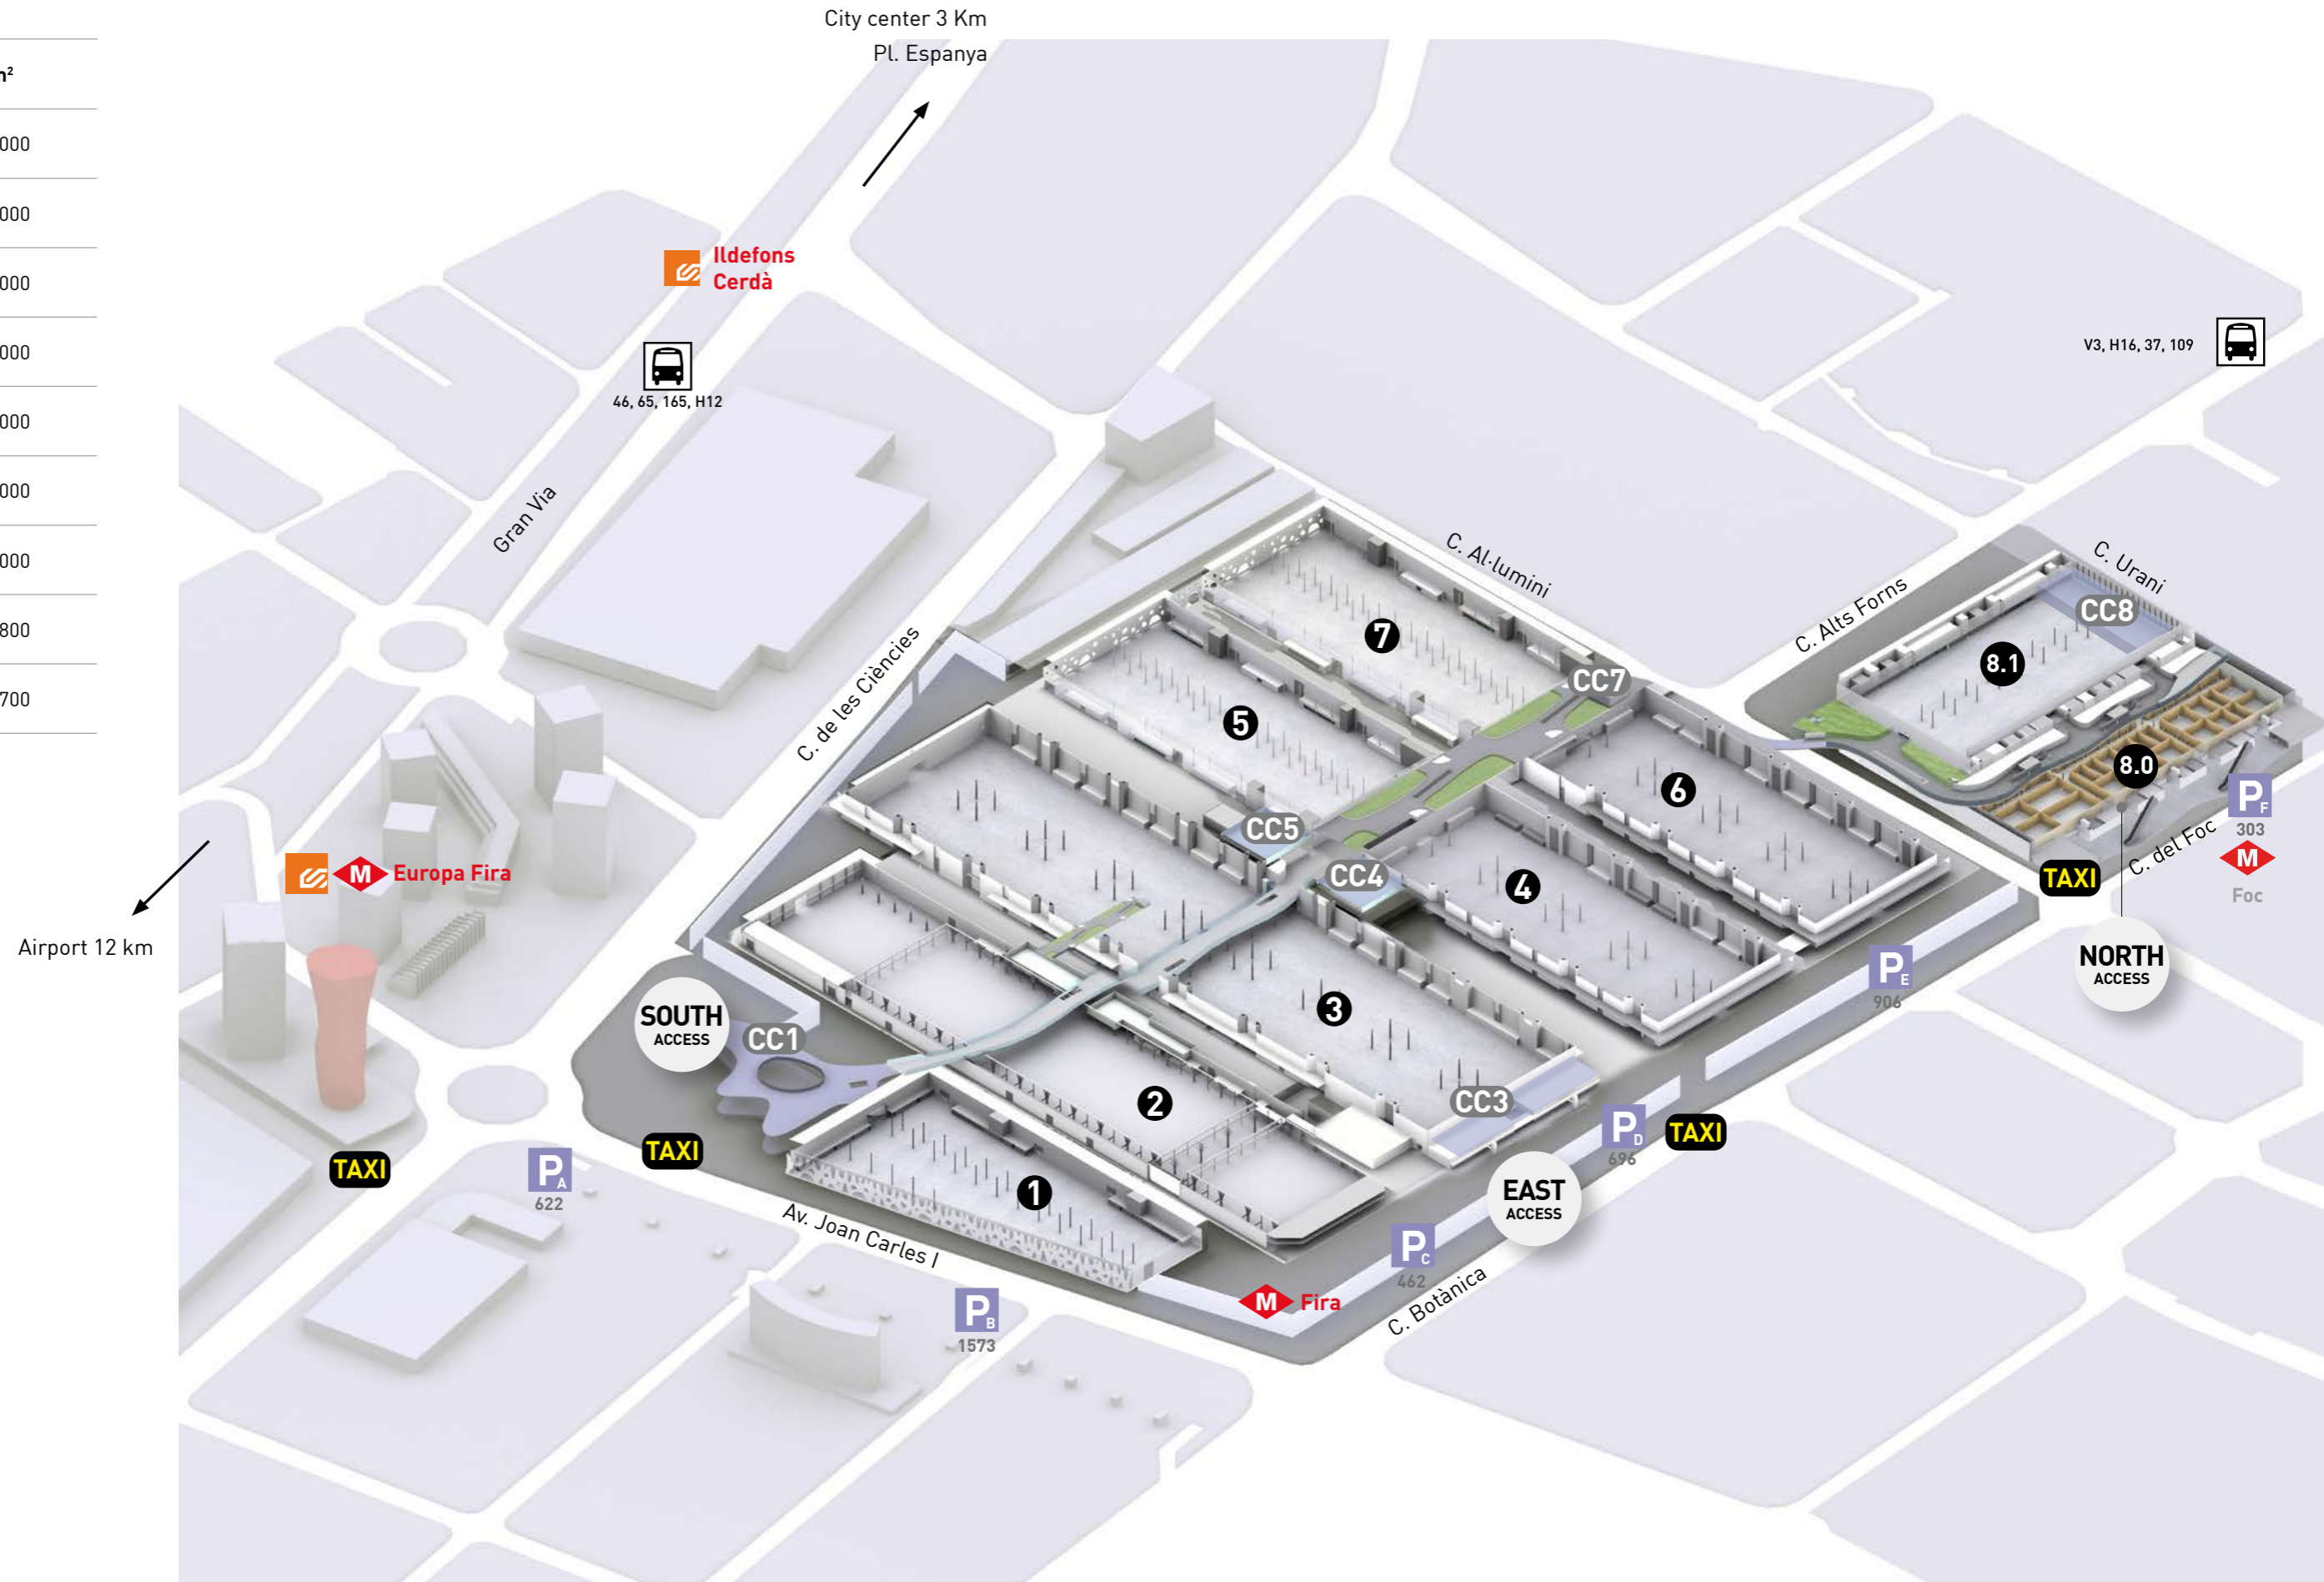 City center 3 Km
Pl. Espanya
000
000
000
000
000
000
000
800
700
Ildefons
Cerdà
46, 65, 165, H12
V3, H16, 37, 109
Gran Via
C. de les Ciències
C. Al·lumini
C. Alts Forns
C. Urani
CC8
8.1
8.0
7
CC7
5
6
CC5
CC4
4
P F
303
M
Foc
C. del Foc
TAXI
NORTH
ACCESS
M Europa Fira
Airport 12 km
SOUTH
ACCESS
CC1
3
P E
906
2
CC3
P D
696
TAXI
EAST
ACCESS
TAXI
TAXI
P A
622
1
Av. Joan Carles I
P C
462
M Fira
C. Botànica
P B
1573